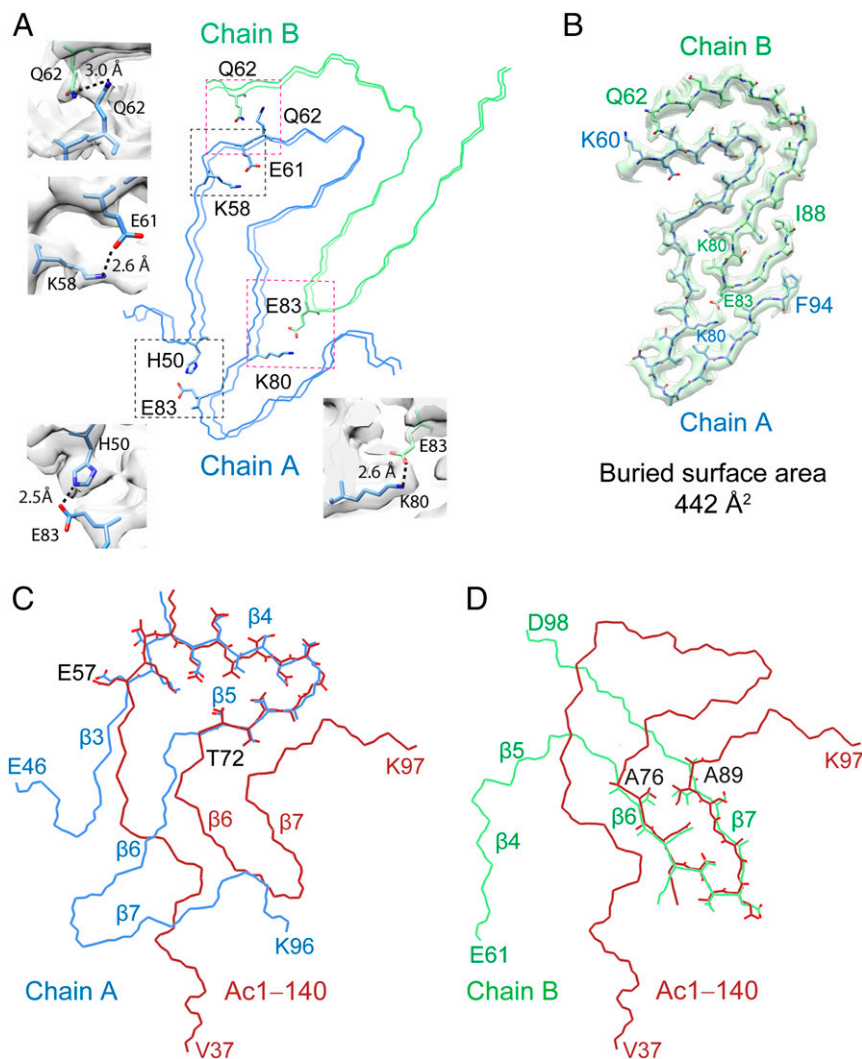 A
Chain B
Q62
3.0 Å
Q62
Q62
Q62
E61
K58
E61
K58
2.6 Å
E83
H50
K80
E83
Chain A
H50
2.5Å
E83
E83
2.6 Å
K80
B
Chain B
Q62
K60
I88
K80
E83
F94
K80
Chain A
Buried surface area
442 Å²
C
β4
E57
β5
β3
T72
K97
E46
β6
β7
β6
β7
K96
Chain A
Ac1–140
V37
D
D98
K97
β5
A76
A89
β6
β7
β4
E61
Chain B
Ac1–140
V37